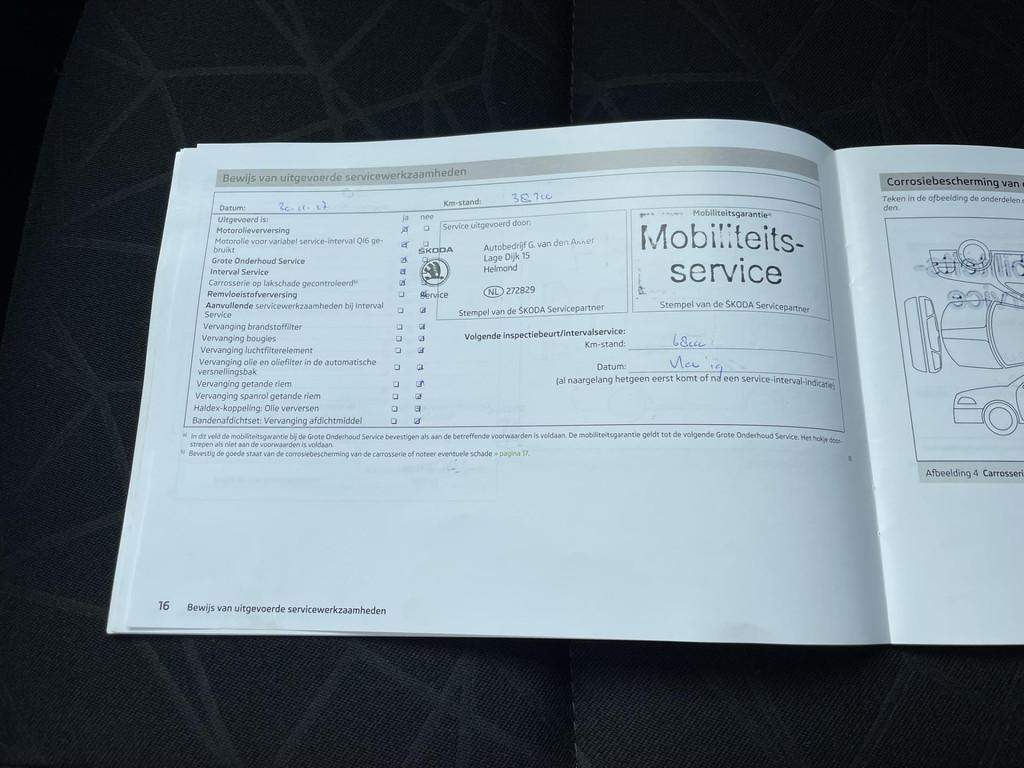 Bewijs van uitgevoerde servicewerkzaamheden
Datum: 30-11-17
Km-stand:
Uitgevoerd is: ja nee
Motorolieverversing
Motorolie voor variabel service-interval QI6 ge-
bruikt
Grote Onderhoud Service
Interval Service
Carrosserie op lakschade gecontroleerd b)
Remvloeistofverversing
Aanvullende servicewerkzaamheden bij Interval
Service
Vervanging brandstoffilter
Vervanging bougies
Vervanging luchtfilterelement
Vervanging olie en oliefilter in de automatische
versnellingsbak
Vervanging getande riem
Vervanging spanrol getande riem
Haldex-koppeling: Olie verversen
Bandenafdichtset: Vervanging afdichtmiddel
Service uitgevoerd door:
ŠKODA
Service
Autobedrijf G. van den Akker
Lage Dijk 15
Helmond
NL 272829
Stempel van de ŠKODA Servicepartner
Mobiliteitsgarantie a)
Mobiliteits-
service
Stempel van de ŠKODA Servicepartner
Volgende inspectiebeurt/intervalservice:
Km-stand:
Datum:
(al naargelang hetgeen eerst komt of na een service-interval-indicatie)
a) In dit veld de mobiliteitsgarantie bij de Grote Onderhoud Service bevestigen als aan de betreffende voorwaarden is voldaan. De mobiliteitsgarantie geldt tot de volgende Grote Onderhoud Service. Het hokje door-
strepen als niet aan de voorwaarden is voldaan.
b) Bevestig de goede staat van de corrosiebescherming van de carrosserie of noteer eventuele schade » pagina 17.
16 Bewijs van uitgevoerde servicewerkzaamheden
Corrosiebescherming van
Teken in de afbeelding de onderdelen
den.
Afbeelding 4 Carrosseri